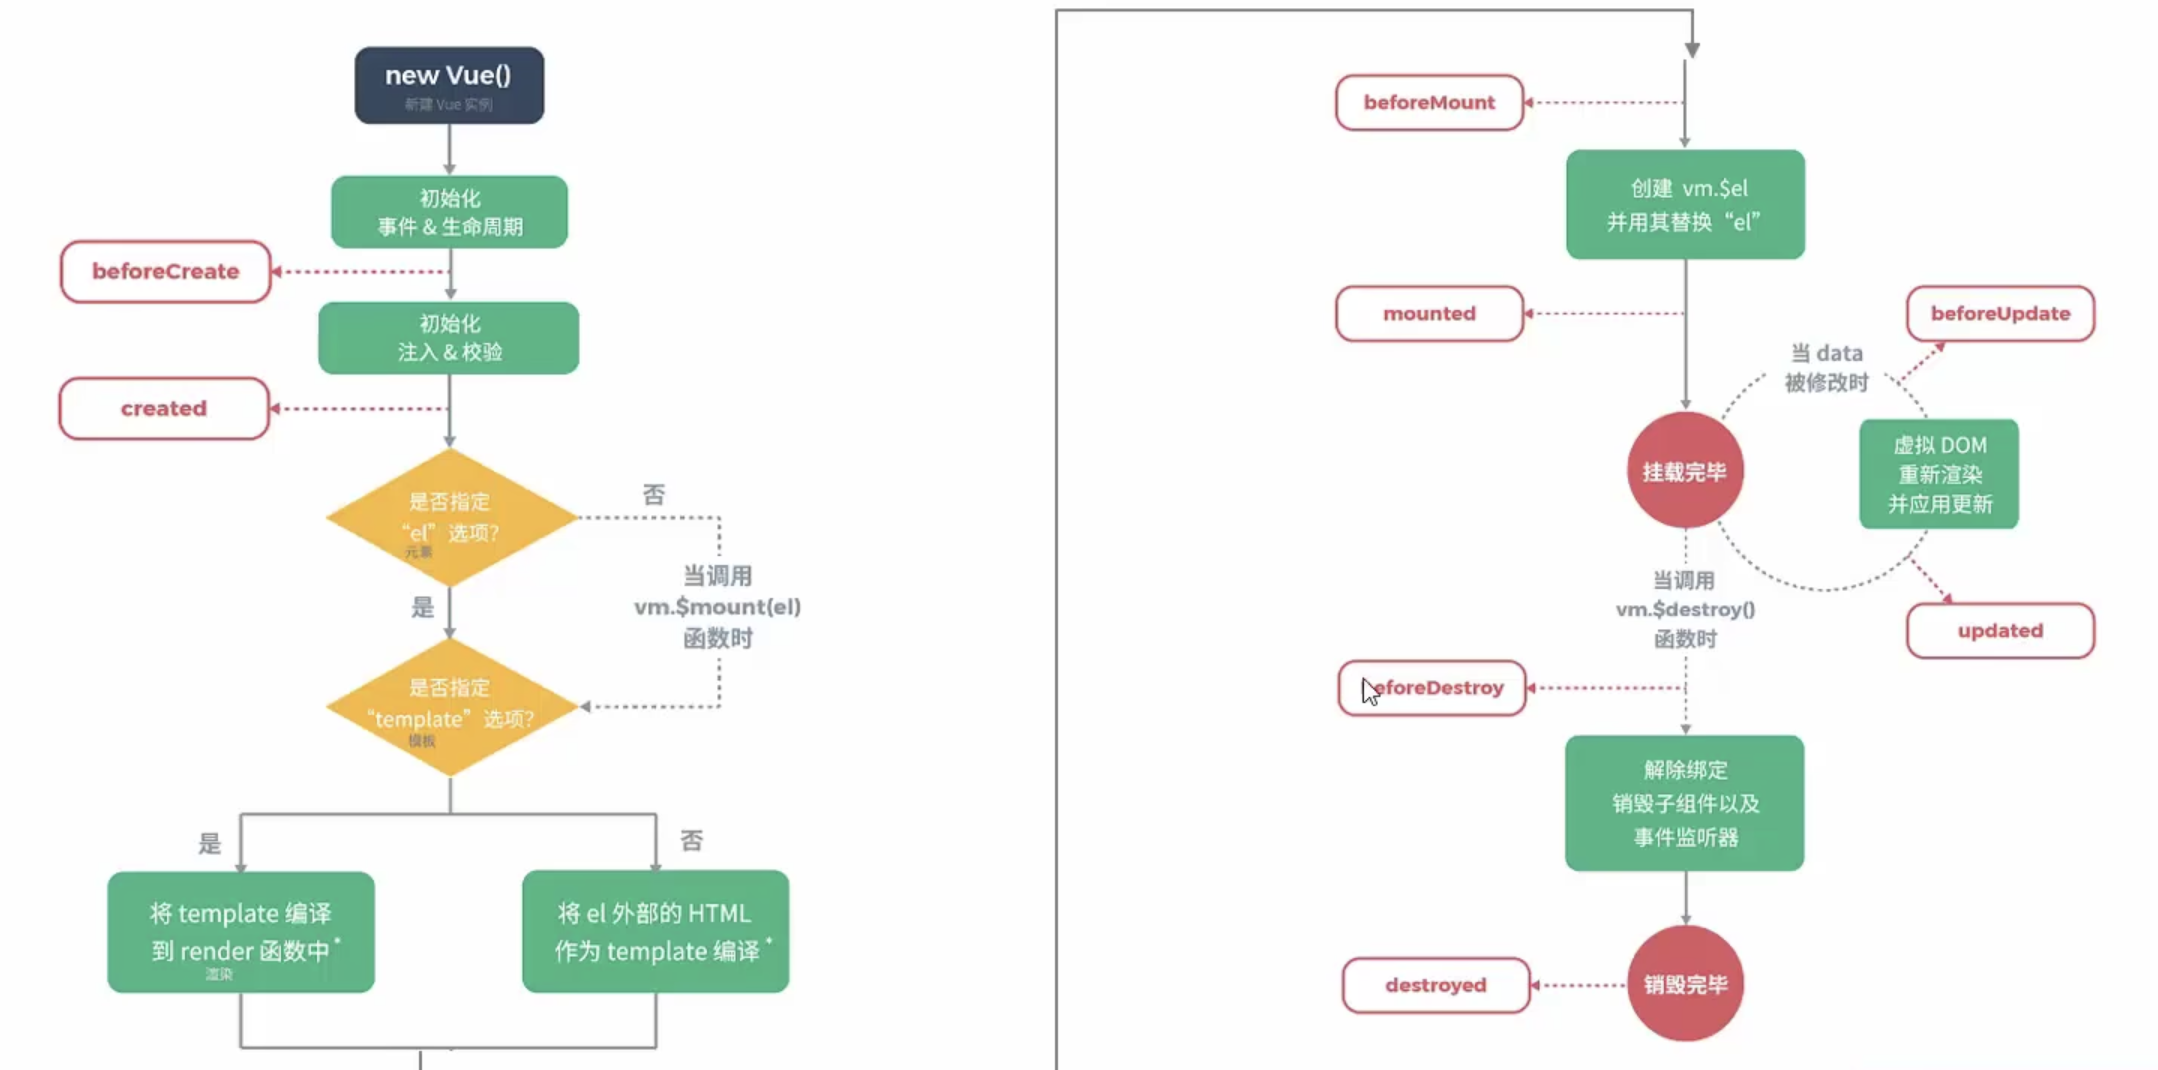 new Vue()
新建 Vue 实例
初始化
事件 & 生命周期
beforeCreate
初始化
注入 & 校验
created
是否指定
“el” 选项?
元素
否
是
当调用
vm.$mount(el)
函数时
是否指定
“template” 选项?
模板
是
否
将 template 编译
到 render 函数中*
渲染
将 el 外部的 HTML
作为 template 编译*
beforeMount
创建 vm.$el
并用其替换 “el”
mounted
beforeUpdate
当 data
被修改时
挂载完毕
虚拟 DOM
重新渲染
并应用更新
updated
当调用
vm.$destroy()
函数时
eforeDestroy
解除绑定
销毁子组件以及
事件监听器
销毁完毕
destroyed